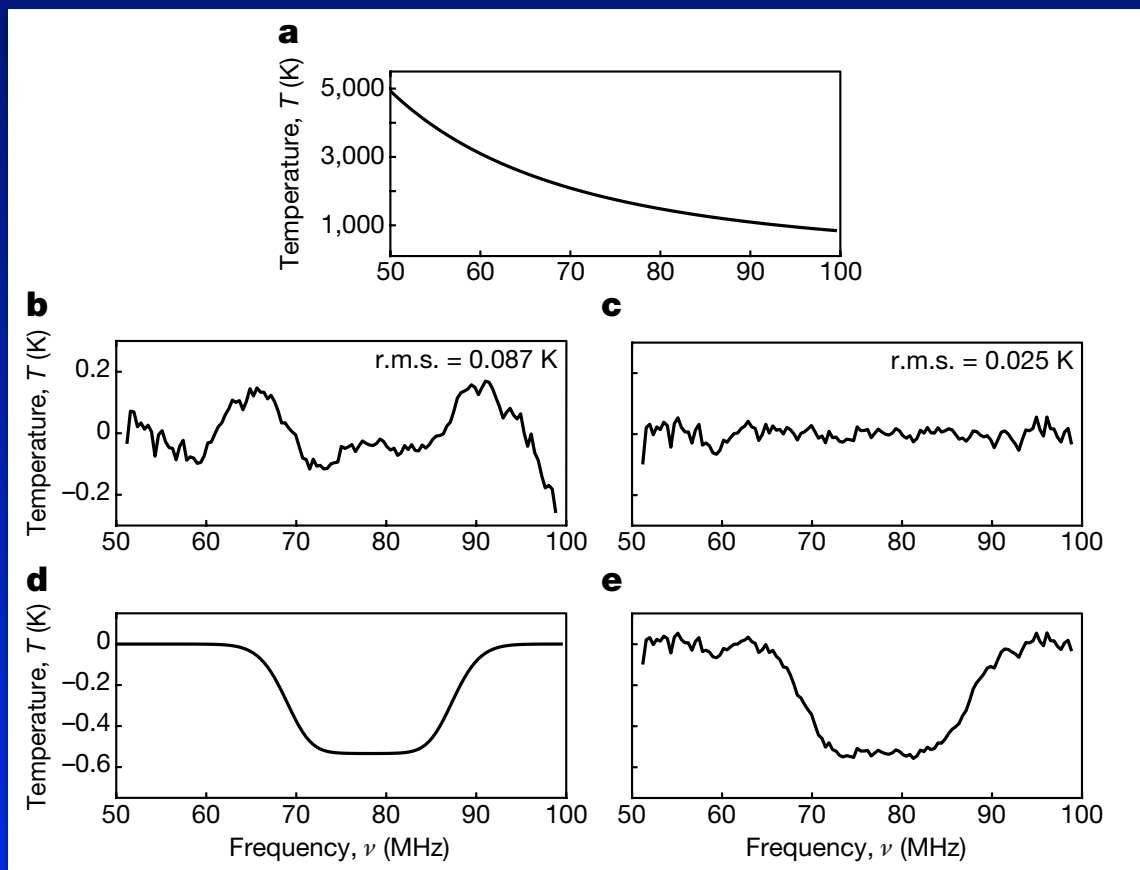 a
Temperature, T (K)
5,000
3,000
1,000
50 60 70 80 90 100
b
Temperature, T (K)
r.m.s. = 0.087 K
0.2
0
–0.2
50 60 70 80 90 100
c
r.m.s. = 0.025 K
50 60 70 80 90 100
d
Temperature, T (K)
0
–0.2
–0.4
–0.6
50 60 70 80 90 100
Frequency, ν (MHz)
e
50 60 70 80 90 100
Frequency, ν (MHz)